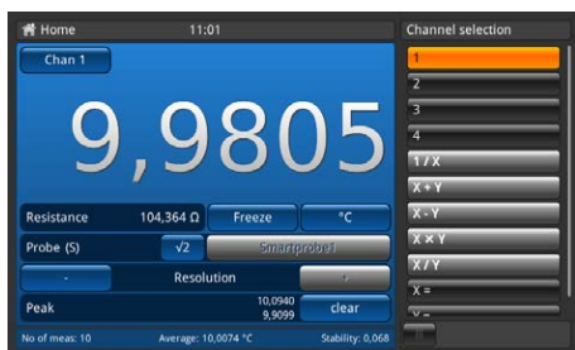 Home 11:01
Chan 1
9,9805
Resistance 104,364 Ω Freeze °C
Probe (S) √2 Smartprobe1
- Resolution +
Peak 10,0940 clear
9,9099
No of meas: 10 Average: 10,0074 °C Stability: 0,068
Channel selection
1
2
3
4
1 / X
X + Y
X - Y
X × Y
X / Y
X =